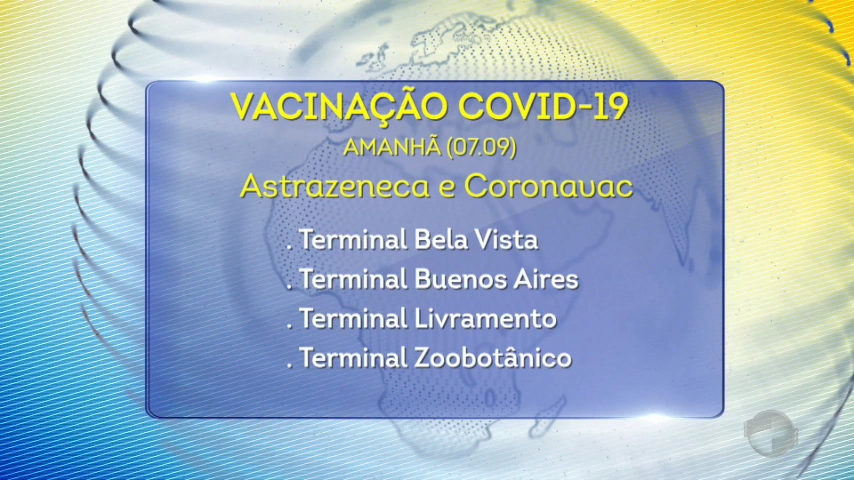 VACINAÇÃO COVID-19
AMANHÃ (07.09)
Astrazeneca e Coronavac
. Terminal Bela Vista
. Terminal Buenos Aires
. Terminal Livramento
. Terminal Zoobotânico